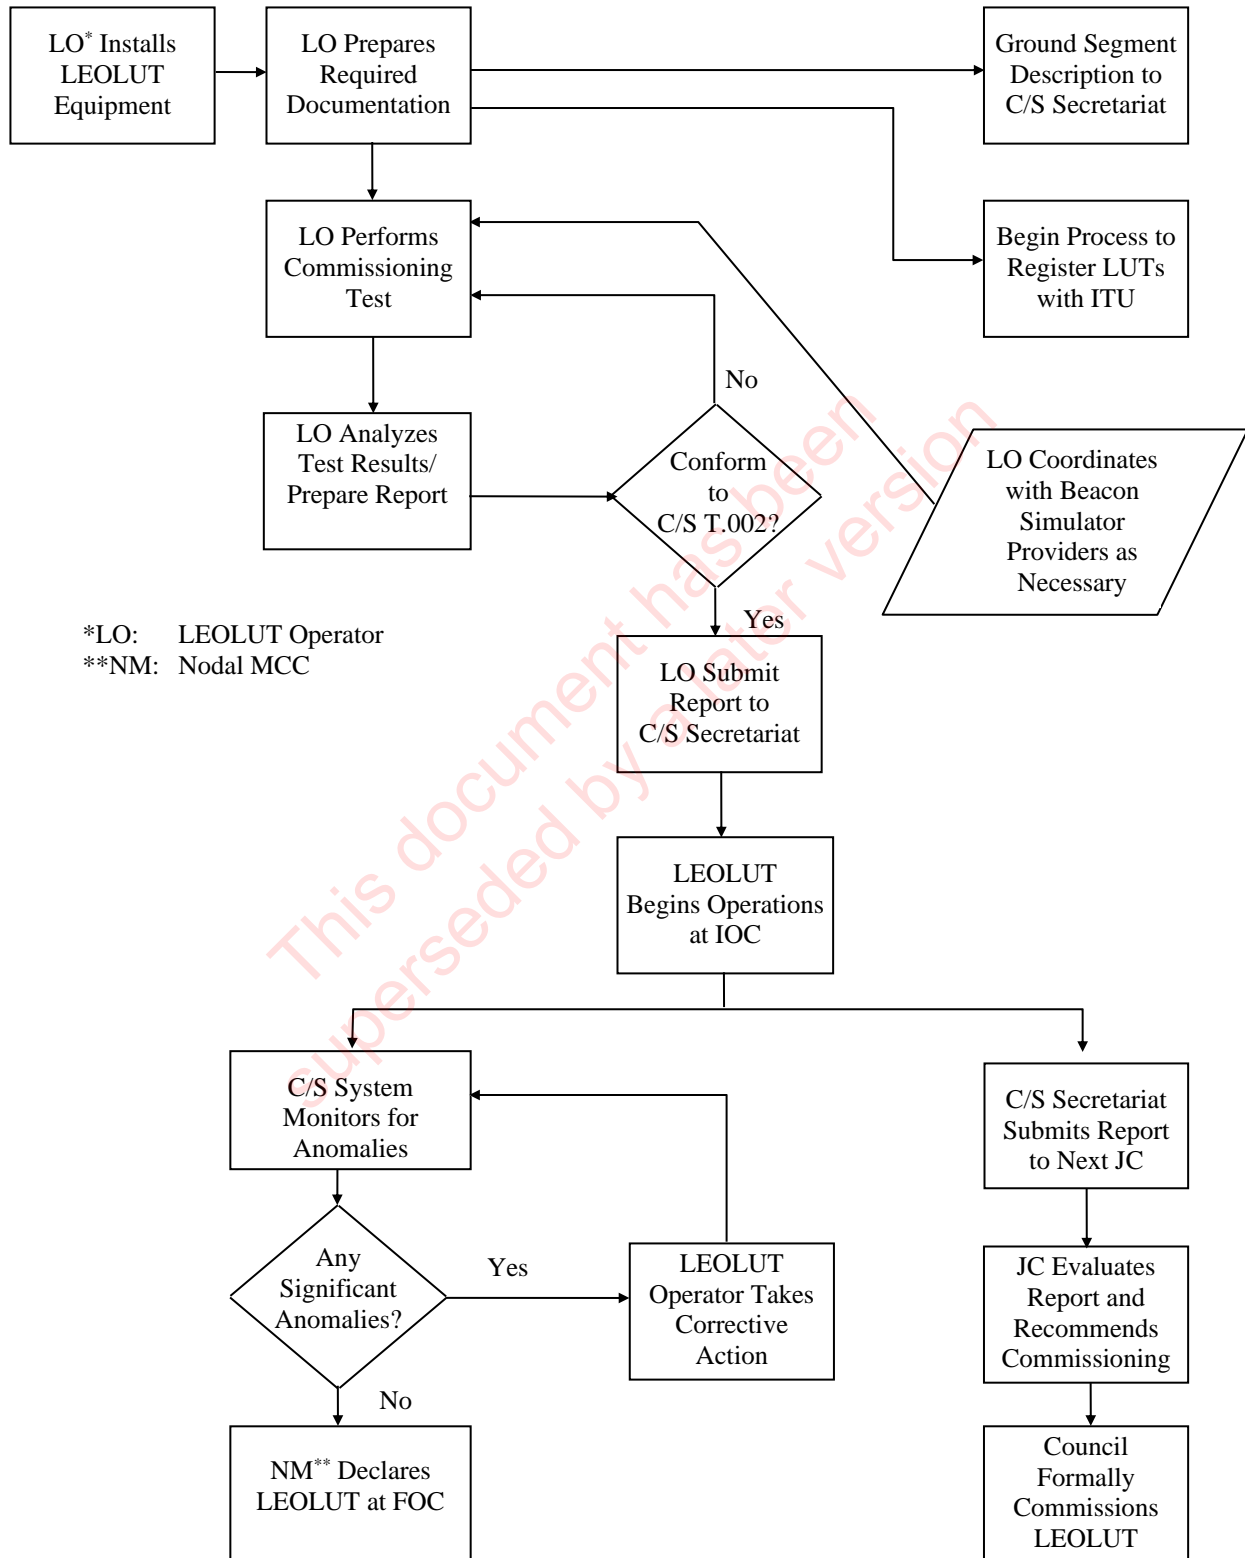 LO* Installs
LEOLUT
Equipment
LO Prepares
Required
Documentation
Ground Segment
Description to
C/S Secretariat
LO Performs
Commissioning
Test
Begin Process to
Register LUTs
with ITU
No
LO Analyzes
Test Results/
Prepare Report
Conform
to
C/S T.002?
LO Coordinates
with Beacon
Simulator
Providers as
Necessary
Yes
*LO: LEOLUT Operator
**NM: Nodal MCC
LO Submit
Report to
C/S Secretariat
LEOLUT
Begins Operations
at IOC
This document has been
superseded by a later version
C/S System
Monitors for
Anomalies
C/S Secretariat
Submits Report
to Next JC
Any
Significant
Anomalies?
Yes
LEOLUT
Operator Takes
Corrective
Action
JC Evaluates
Report and
Recommends
Commissioning
No
NM** Declares
LEOLUT at FOC
Council
Formally
Commissions
LEOLUT